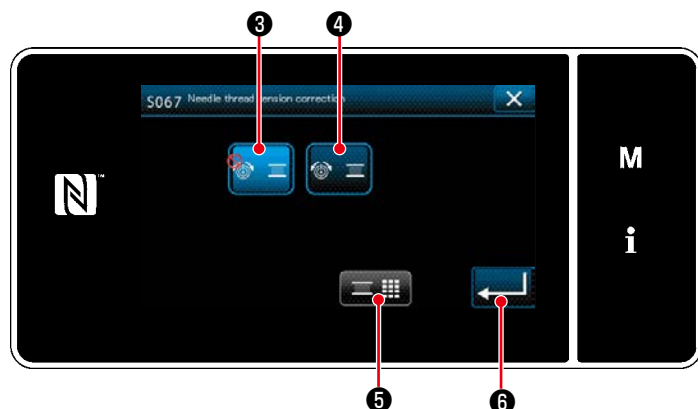 ❸ ❹
S067 Needle thread tension correction
M
i
❺ ❻